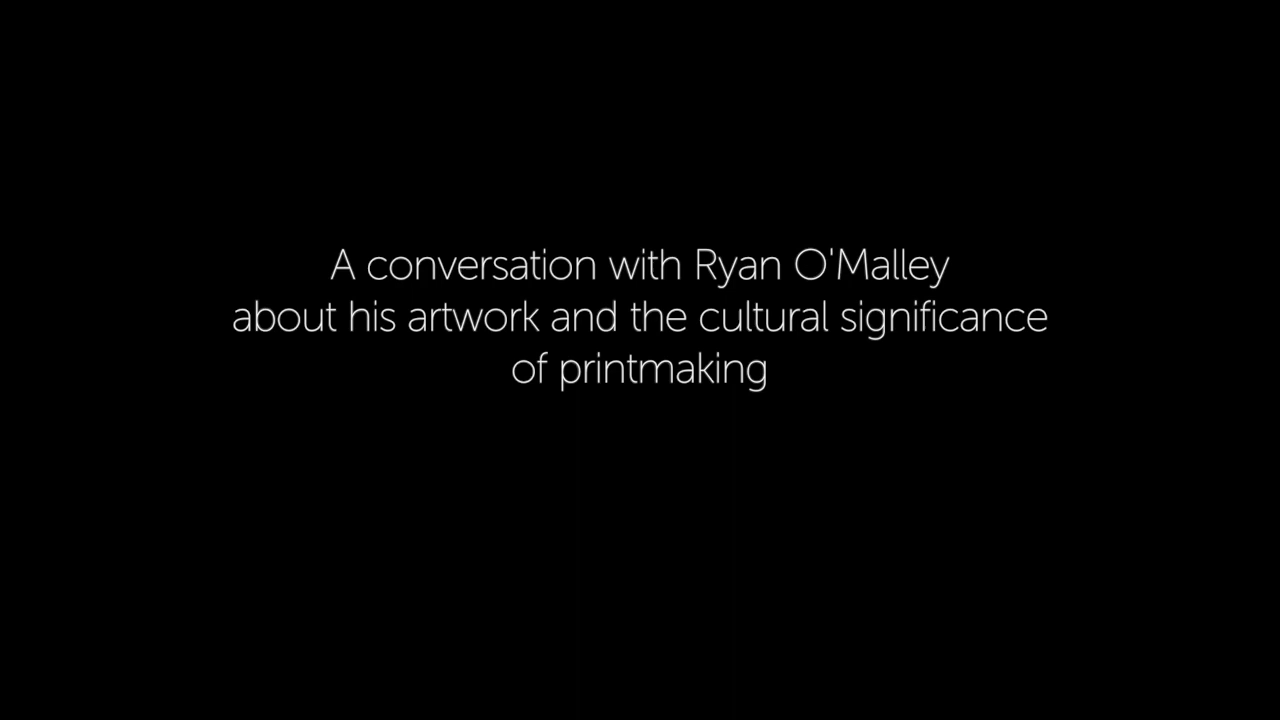 A conversation with Ryan O'Malley
about his artwork and the cultural significance
of printmaking